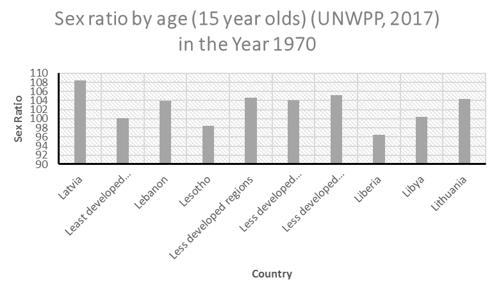 Sex ratio by age (15 year olds) (UNWPP, 2017)
in the Year 1970
Sex Ratio
110
108
106
104
102
100
98
96
94
92
90
Latvia
Least developed...
Lebanon
Lesotho
Less developed regions
Less developed...
Less developed...
Liberia
Libya
Lithuania
Country